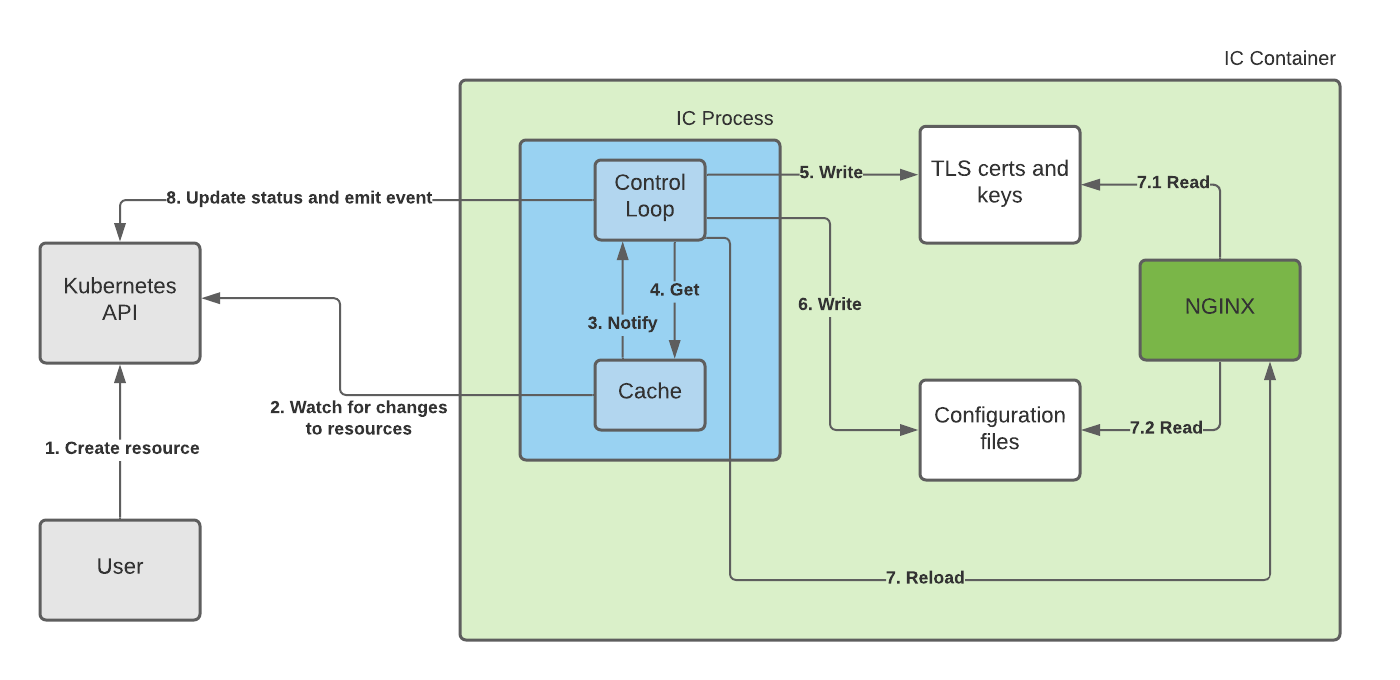 IC Container
IC Process
Control
Loop
5. Write
TLS certs and
keys
7.1 Read
8. Update status and emit event
Kubernetes
API
4. Get
3. Notify
6. Write
NGINX
Cache
2. Watch for changes
to resources
Configuration
files
7.2 Read
1. Create resource
User
7. Reload